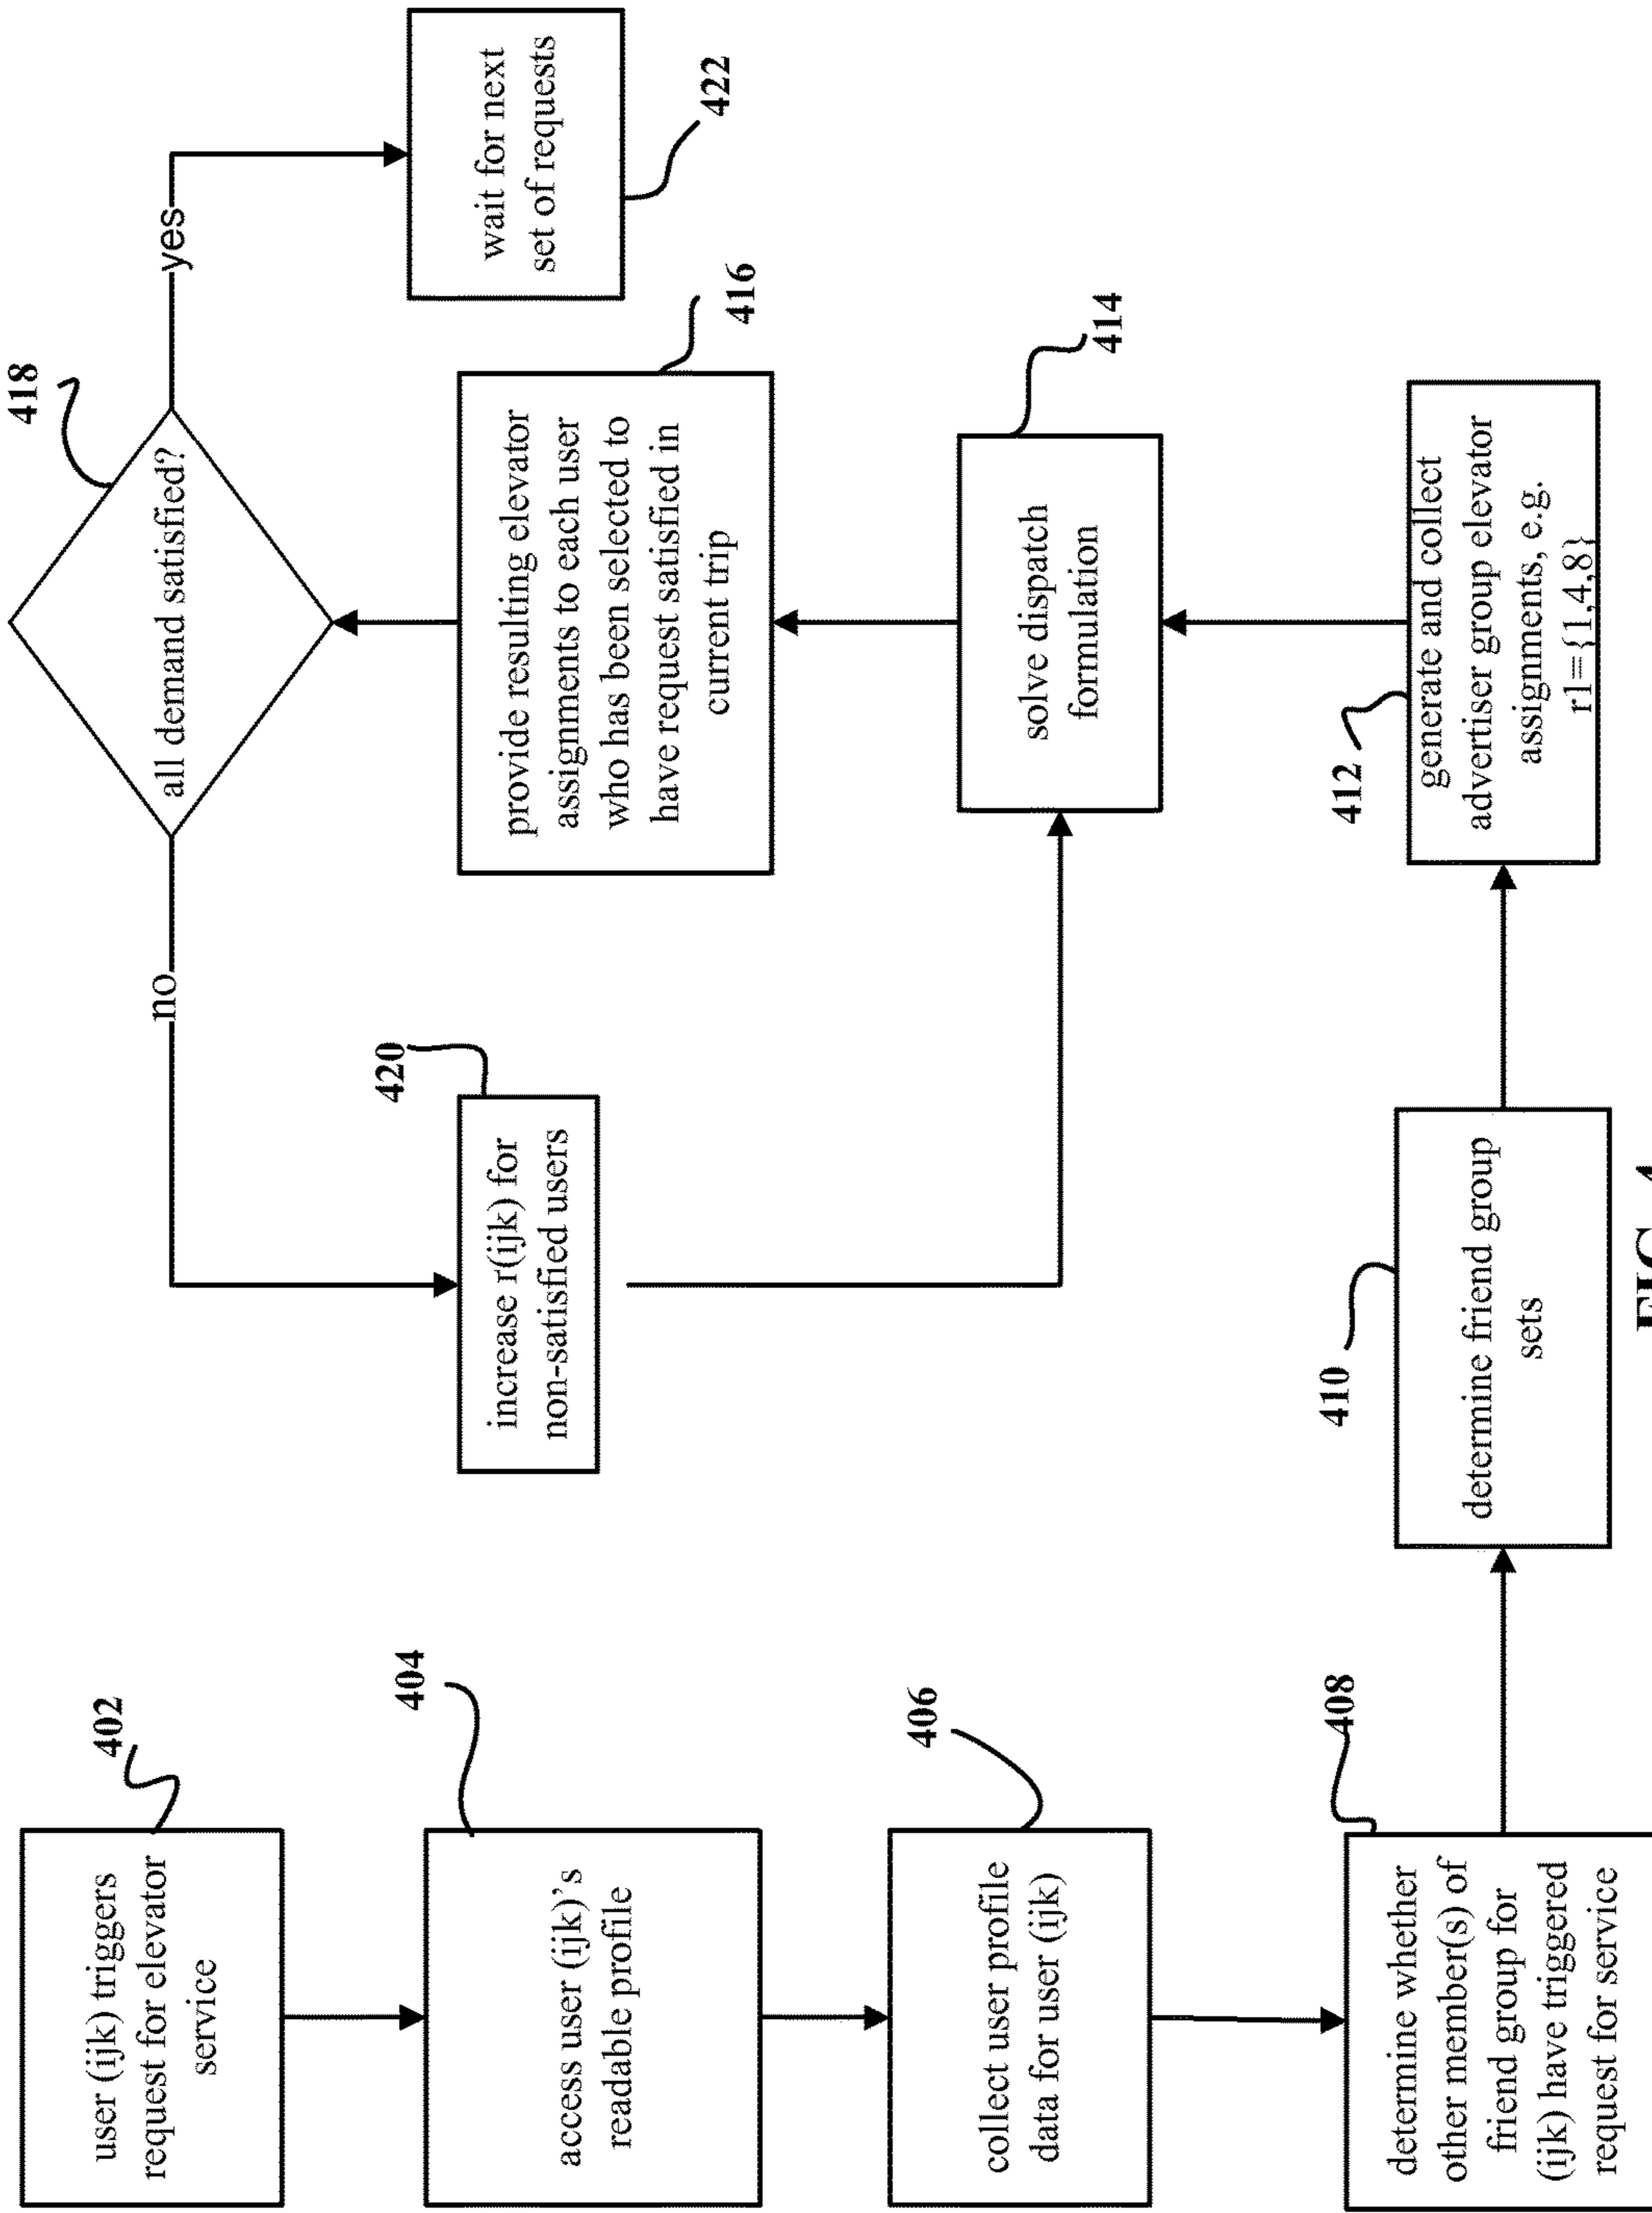 402
user (ijk) triggers
request for elevator
service
404
access user (ijk)'s
readable profile
406
collect user profile
data for user (ijk)
408
determine whether
other member(s) of
friend group for
(ijk) have triggered
request for service
410
determine friend group
sets
412
generate and collect
advertiser group elevator
assignments, e.g.
r1={1,4,8}
414
solve dispatch
formulation
416
provide resulting elevator
assignments to each user
who has been selected to
have request satisfied in
current trip
418
all demand satisfied?
no
yes
420
increase r(ijk) for
non-satisfied users
422
wait for next
set of requests